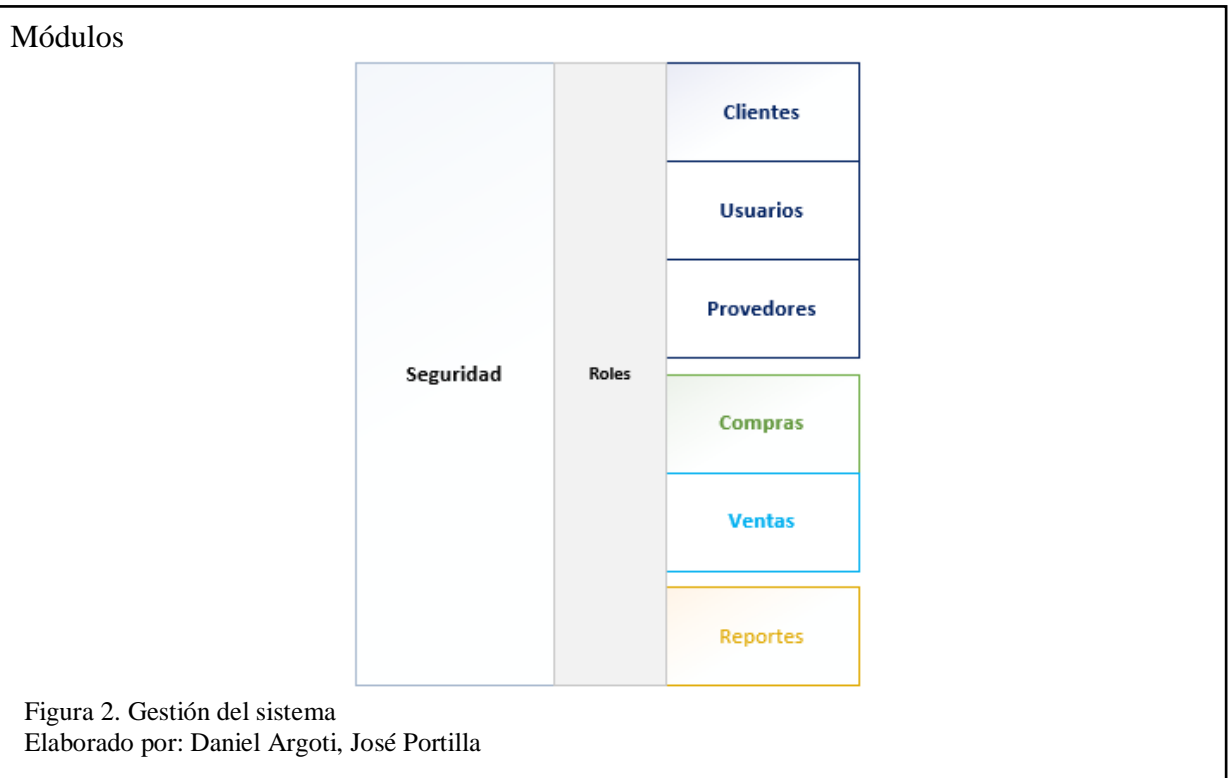 Módulos
Clientes
Usuarios
Provedores
Seguridad
Roles
Compras
Ventas
Reportes
Figura 2. Gestión del sistema
Elaborado por: Daniel Argoti, José Portilla